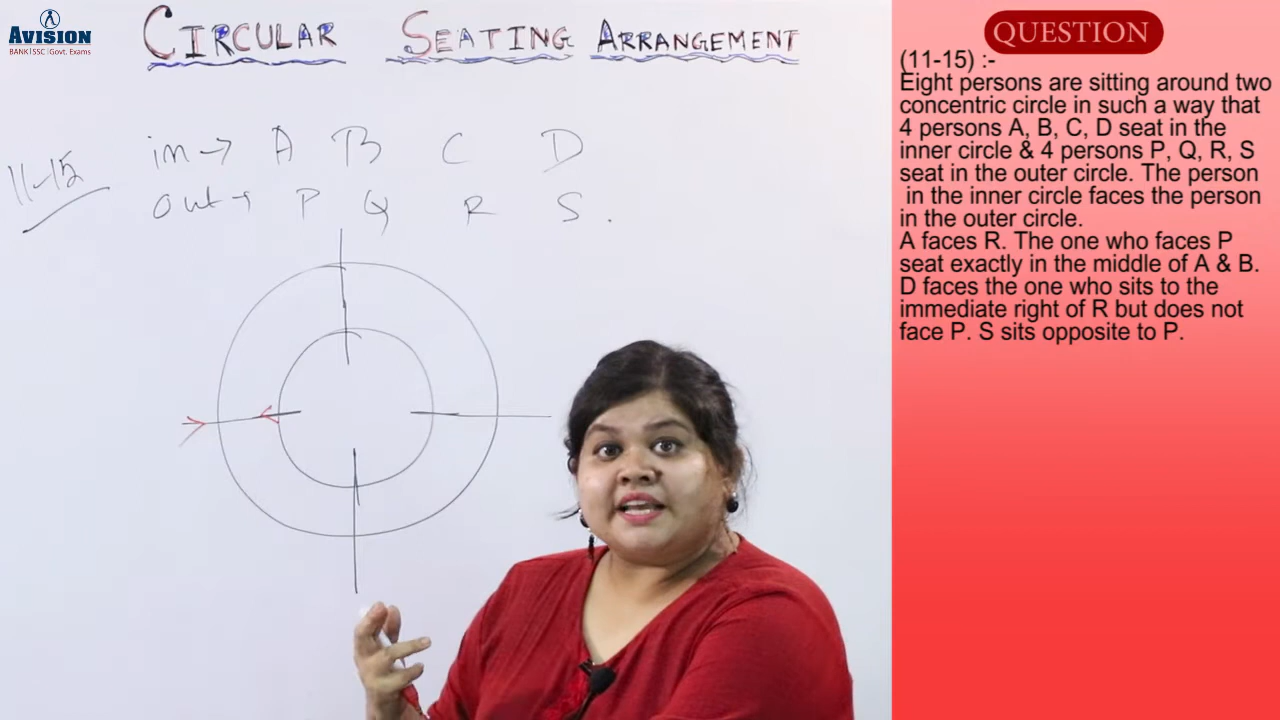 AVISION
BANK|SSC|Govt. Exams
CIRCULAR SEATING ARRANGEMENT
11-15
in → A B C D
out → P Q R S.
QUESTION
(11-15) :-
Eight persons are sitting around two
concentric circle in such a way that
4 persons A, B, C, D seat in the
inner circle & 4 persons P, Q, R, S
seat in the outer circle. The person
in the inner circle faces the person
in the outer circle.
A faces R. The one who faces P
seat exactly in the middle of A & B.
D faces the one who sits to the
immediate right of R but does not
face P. S sits opposite to P.